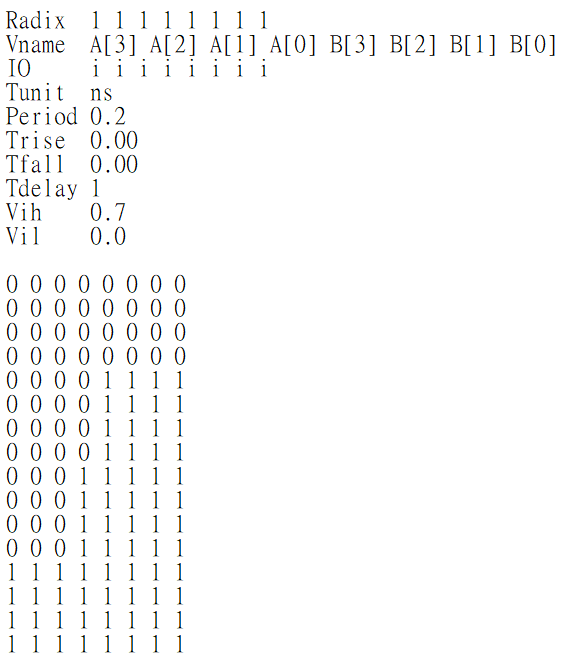 Radix 1 1 1 1 1 1 1 1
Vname A[3] A[2] A[1] A[0] B[3] B[2] B[1] B[0]
IO i i i i i i i i
Tunit ns
Period 0.2
Trise 0.00
Tfall 0.00
Tdelay 1
Vih 0.7
Vil 0.0
0 0 0 0 0 0 0 0
0 0 0 0 0 0 0 0
0 0 0 0 0 0 0 0
0 0 0 0 0 0 0 0
0 0 0 0 1 1 1 1
0 0 0 0 1 1 1 1
0 0 0 0 1 1 1 1
0 0 0 0 1 1 1 1
0 0 0 1 1 1 1 1
0 0 0 1 1 1 1 1
0 0 0 1 1 1 1 1
0 0 0 1 1 1 1 1
1 1 1 1 1 1 1 1
1 1 1 1 1 1 1 1
1 1 1 1 1 1 1 1
1 1 1 1 1 1 1 1